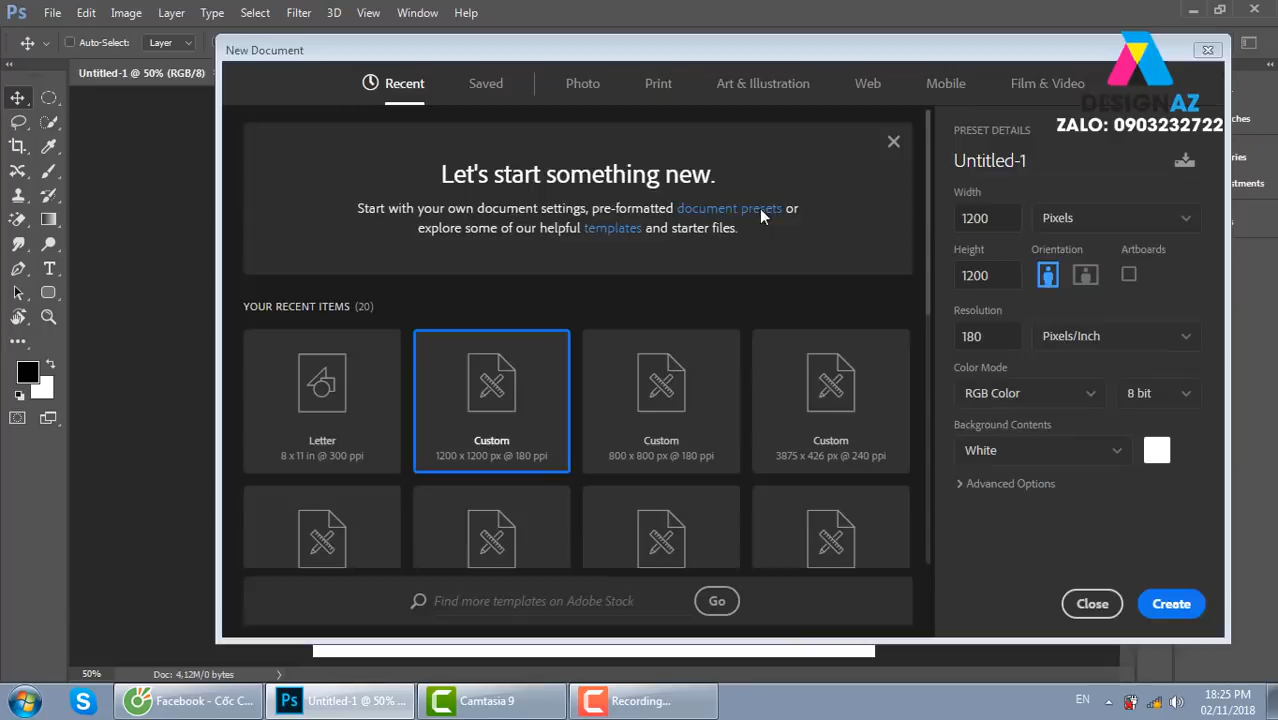 Ps File Edit Image Layer Type Select Filter 3D View Window Help
Auto-Select: Layer
Untitled-1 @ 50% (RGB/8)
New Document
Recent Saved Photo Print Art & Illustration Web Mobile Film & Video
DESIGNAZ
ZALO: 0903232722
Let's start something new.
Start with your own document settings, pre-formatted document presets or
explore some of our helpful templates and starter files.
YOUR RECENT ITEMS (20)
Letter
8 x 11 in @ 300 ppi
Custom
1200 x 1200 px @ 180 ppi
Custom
800 x 800 px @ 180 ppi
Custom
3875 x 426 px @ 240 ppi
Find more templates on Adobe Stock Go
PRESET DETAILS
Untitled-1
Width
1200 Pixels
Height Orientation Artboards
1200
Resolution
180 Pixels/Inch
Color Mode
RGB Color 8 bit
Background Contents
White
Advanced Options
Close Create
50% Doc: 4,12M/0 bytes
Facebook - Cốc C...
Ps Untitled-1 @ 50% ...
Camtasia 9
Recording...
EN
18:25 PM
02/11/2018